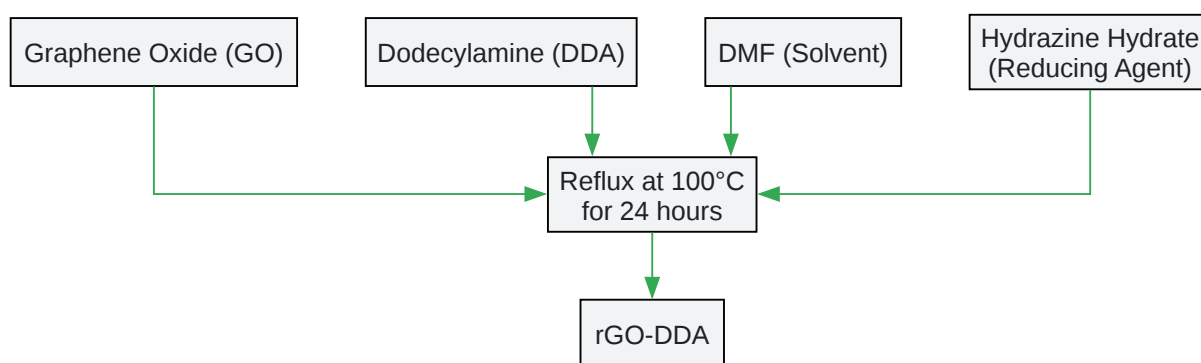 Graphene Oxide (GO)
Dodecylamine (DDA)
DMF (Solvent)
Hydrazine Hydrate
(Reducing Agent)
Reflux at 100°C
for 24 hours
rGO-DDA